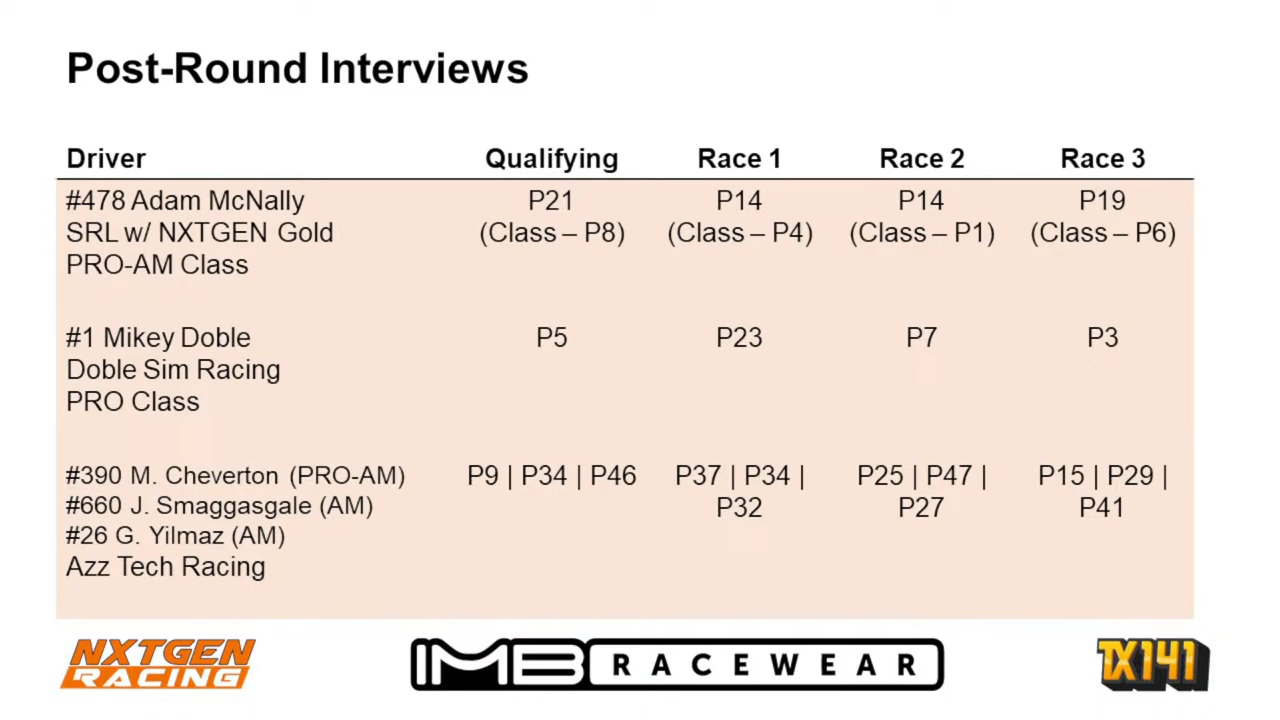 Post-Round Interviews
Driver Qualifying Race 1 Race 2 Race 3
#478 Adam McNally P21 P14 P14 P19
SRL w/ NXTGEN Gold (Class – P8) (Class – P4) (Class – P1) (Class – P6)
PRO-AM Class
#1 Mikey Doble P5 P23 P7 P3
Doble Sim Racing
PRO Class
#390 M. Cheverton (PRO-AM) P9 | P34 | P46 P37 | P34 | P25 | P47 | P15 | P29 |
#660 J. Smaggasgale (AM) P32 P27 P41
#26 G. Yilmaz (AM)
Azz Tech Racing
NXTGEN
RACING
IMB RACEWEAR
TX141